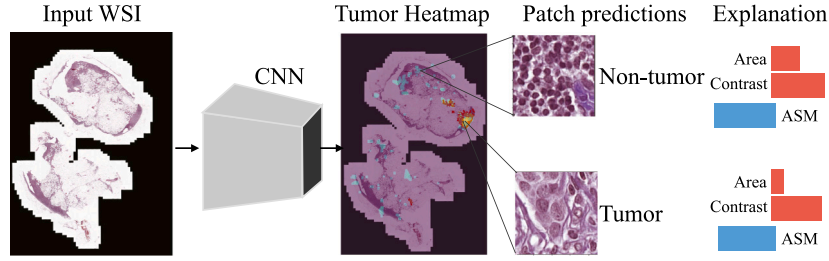 Input WSI
CNN
Tumor Heatmap
Patch predictions
Explanation
Non-tumor
Area
Contrast
ASM
Tumor
Area
Contrast
ASM